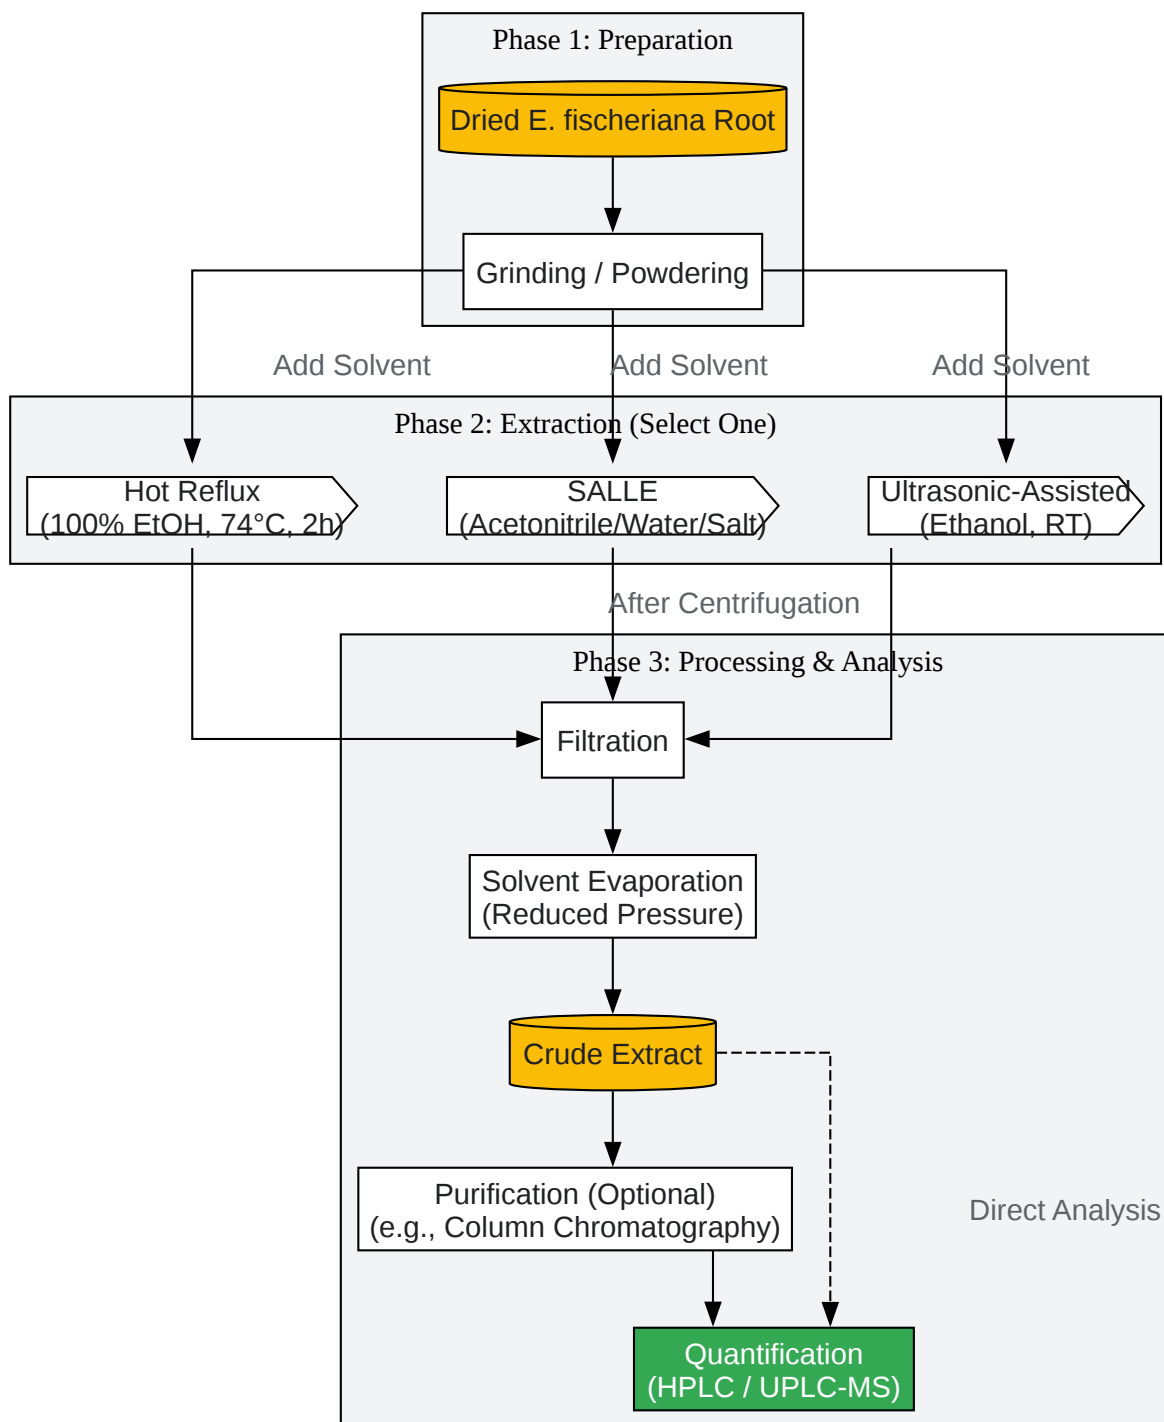 Phase 1: Preparation
Dried E. fischeriana Root
Grinding / Powdering
Add Solvent
Add Solvent
Add Solvent
Phase 2: Extraction (Select One)
Hot Reflux
(100% EtOH, 74°C, 2h)
SALLE
(Acetonitrile/Water/Salt)
Ultrasonic-Assisted
(Ethanol, RT)
After Centrifugation
Phase 3: Processing & Analysis
Filtration
Solvent Evaporation
(Reduced Pressure)
Crude Extract
Purification (Optional)
(e.g., Column Chromatography)
Direct Analysis
Quantification
(HPLC / UPLC-MS)